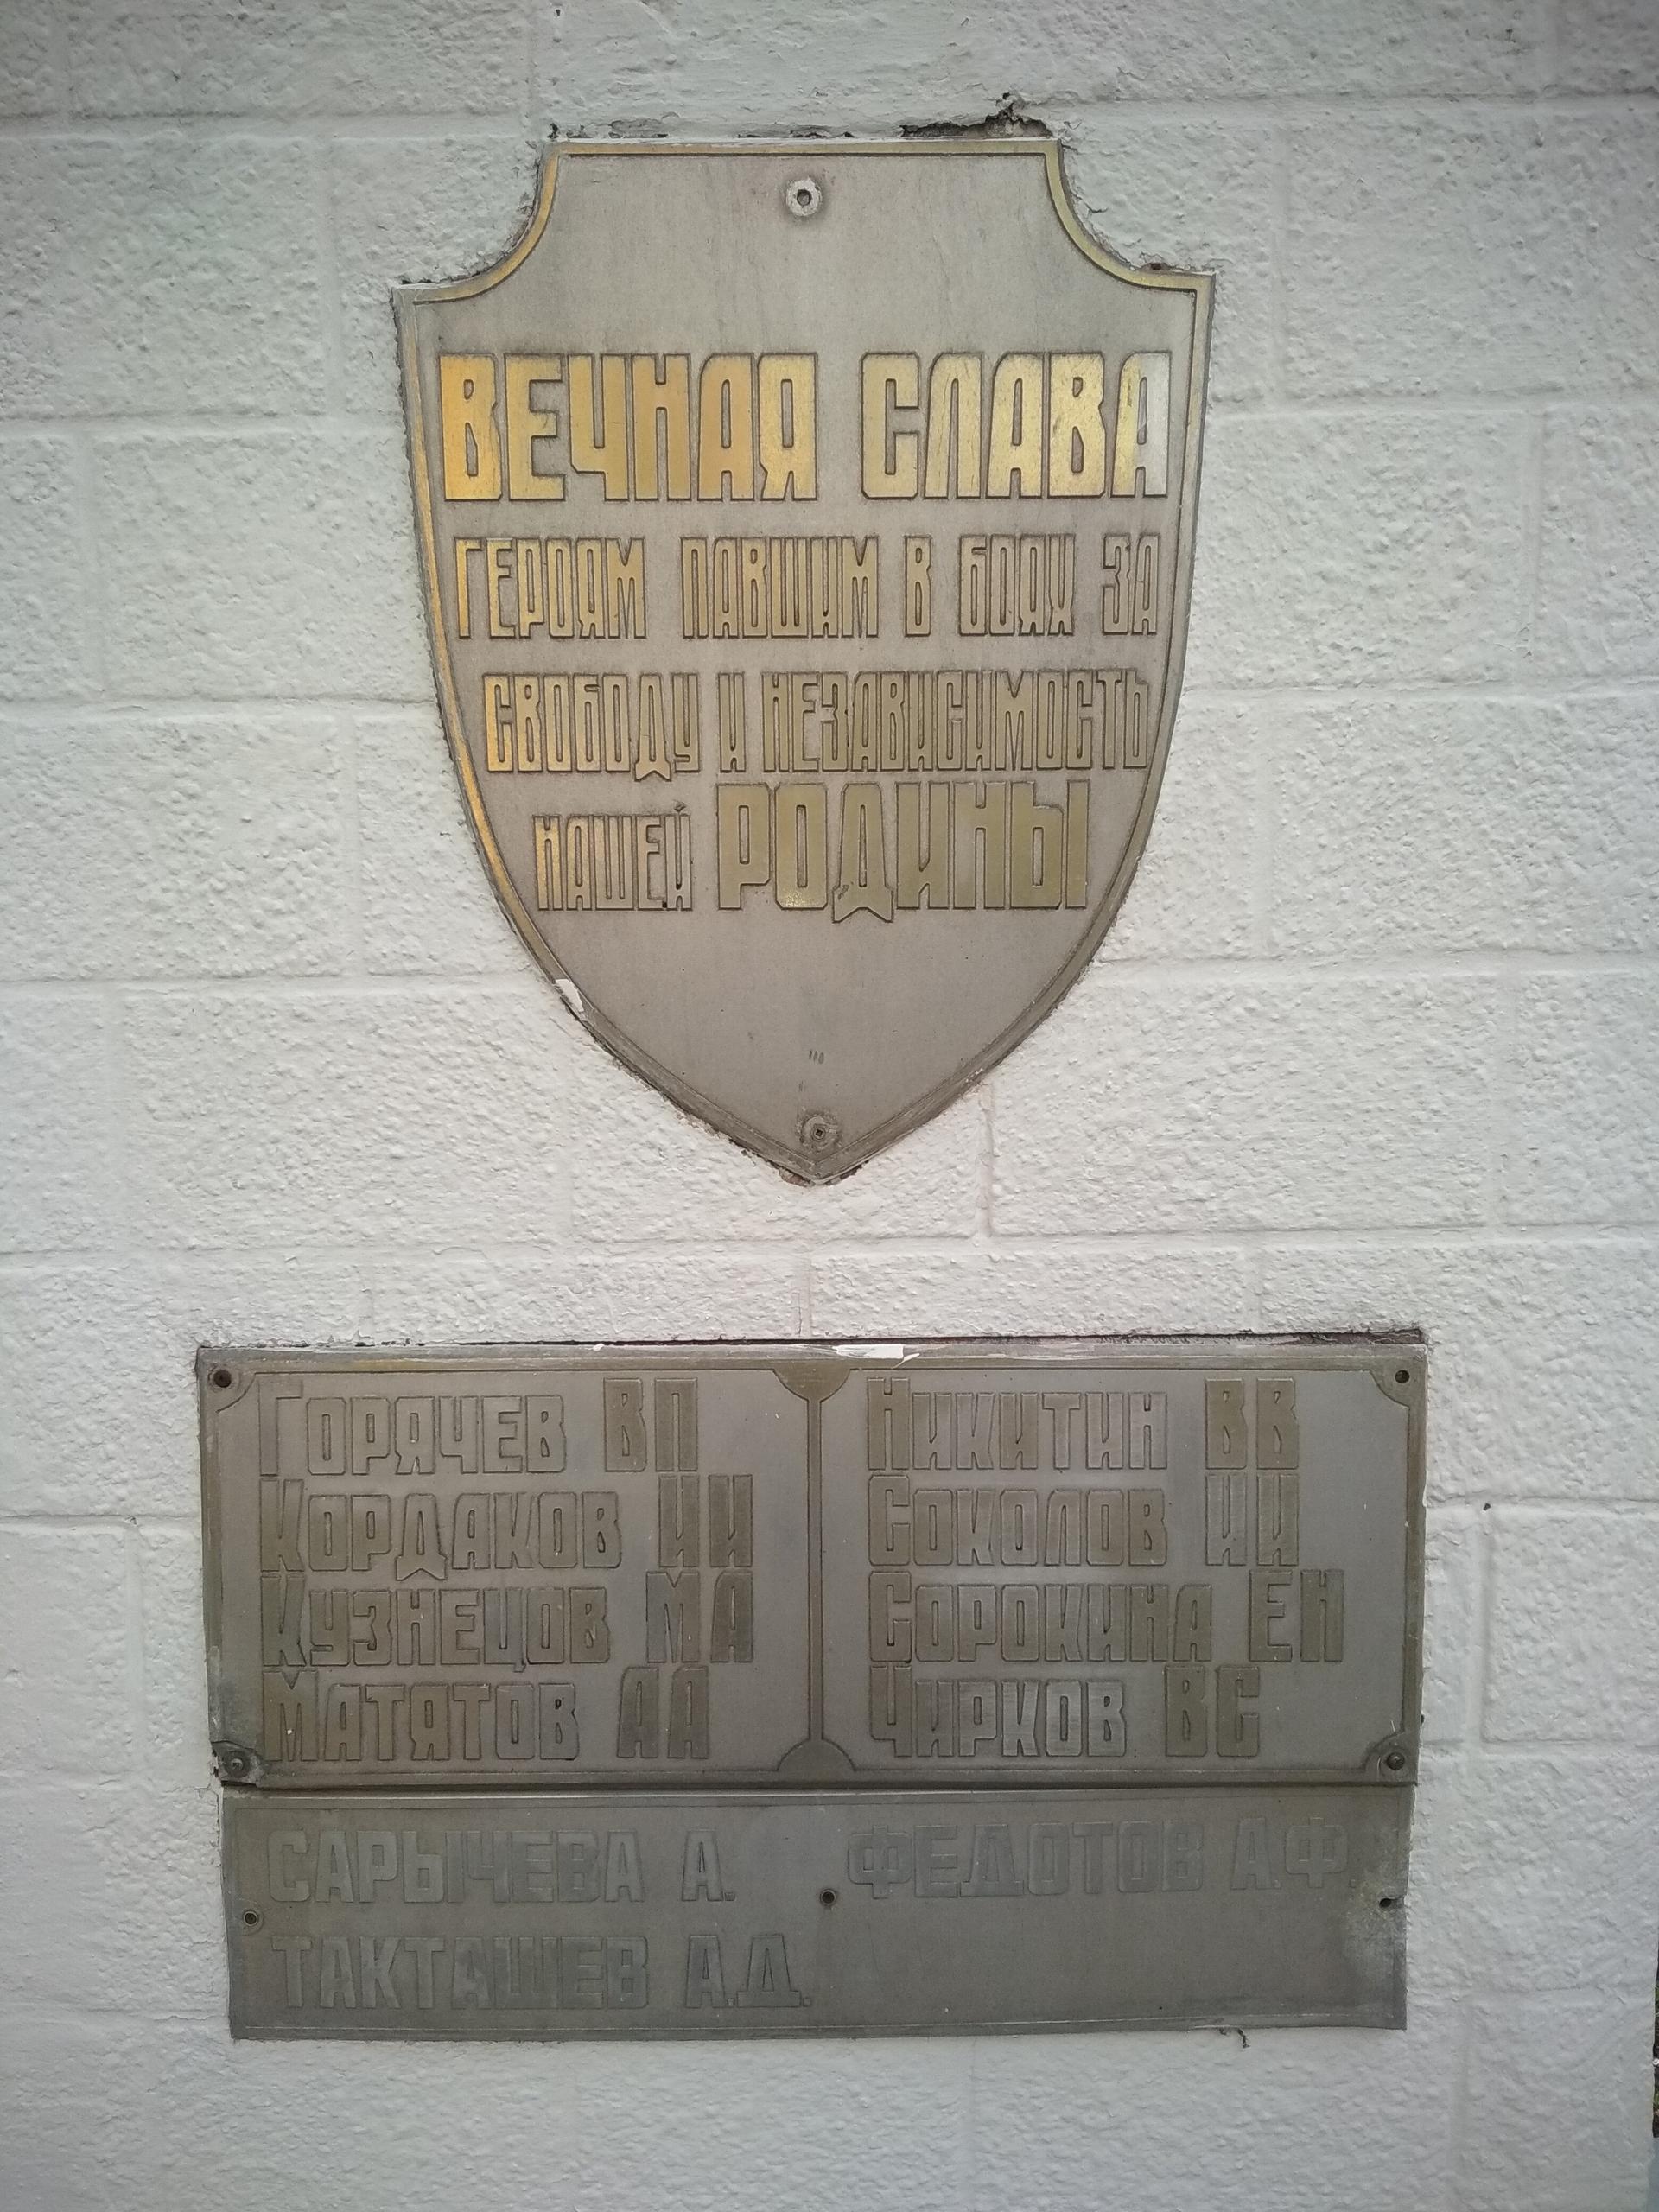 ВЕЧНАЯ СЛАВА
ГЕРОЯМ ПАВШИМ В БОЯХ ЗА
СВОБОДУ И НЕЗАВИСИМОСТЬ
НАШЕЙ РОДИНЫ
ГОРЯЧЕВ ВП
КОРДАКОВ ИИ
КУЗНЕЦОВ МА
МАТЯТОВ АА
НИКИТИН ВВ
СОКОЛОВ ИИ
СОРОКИНА ЕН
ЧИРКОВ ВС
САРЫЧЕВА А. ФЕДОТОВ А.Ф.
ТАКТАШЕВ А.Д.